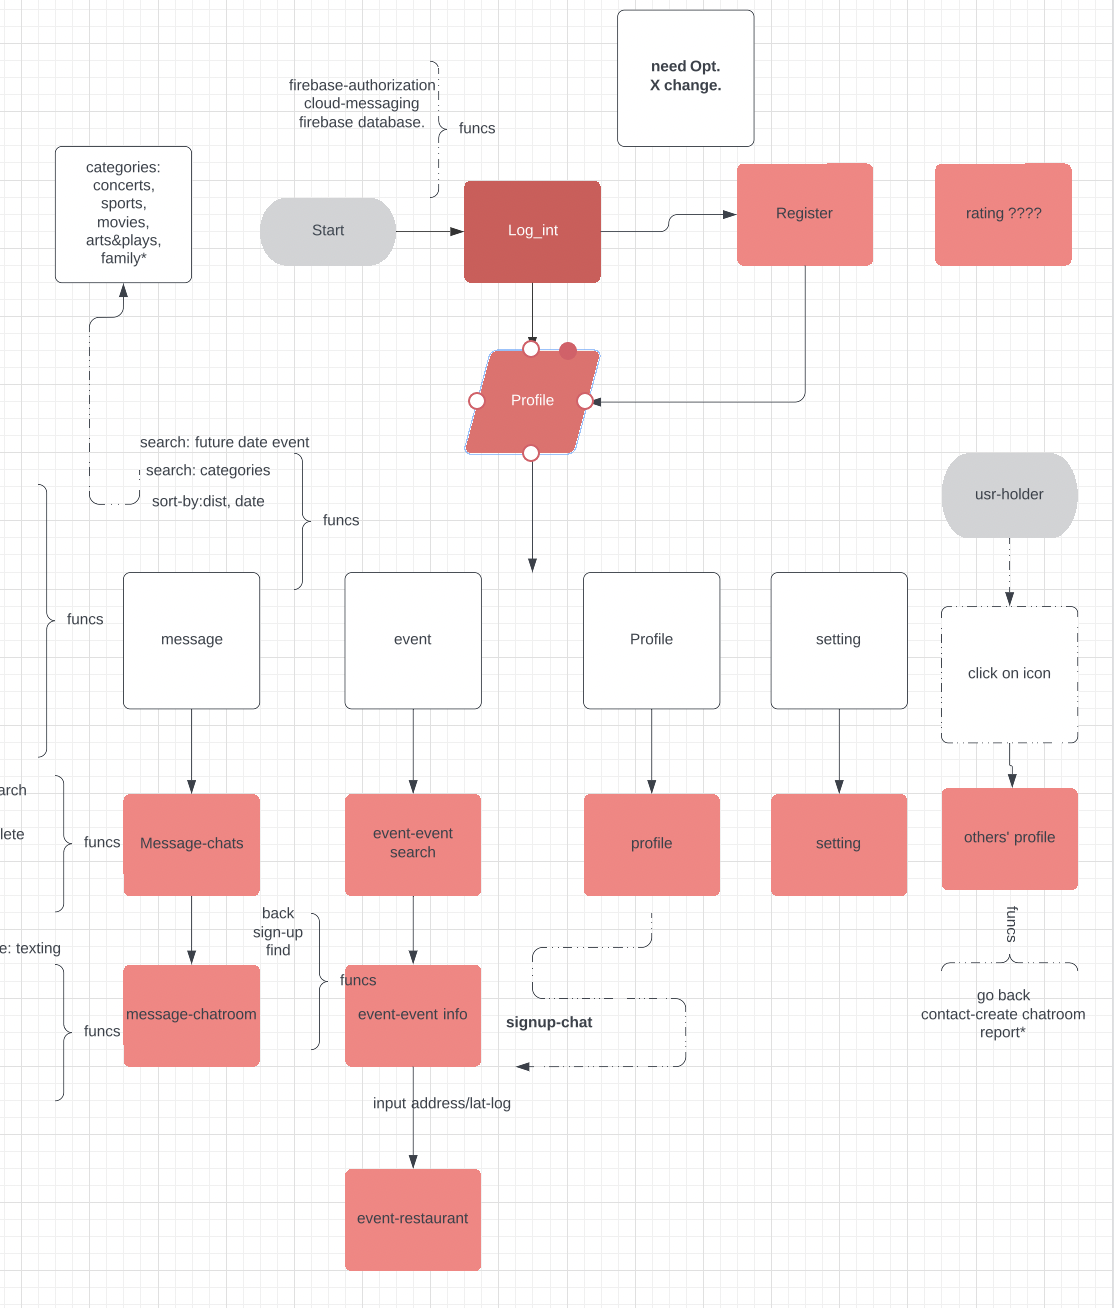 need Opt.
X change.
firebase-authorization
cloud-messaging
firebase database.
funcs
categories:
concerts,
sports,
movies,
arts&plays,
family*
Start
Log_int
Register
rating ????
Profile
search: future date event
search: categories
sort-by:dist, date
funcs
usr-holder
funcs
message
event
Profile
setting
click on icon
arch
lete
funcs
Message-chats
event-event
search
profile
setting
others' profile
back
sign-up
find
funcs
e: texting
funcs
message-chatroom
funcs
event-event info
signup-chat
go back
contact-create chatroom
report*
input address/lat-log
event-restaurant